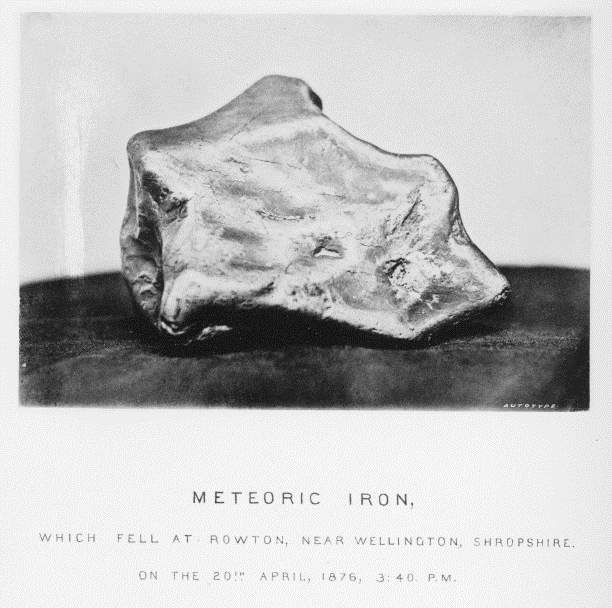 AUTOTYPE.
METEORIC IRON,
WHICH FELL AT ROWTON, NEAR WELLINGTON, SHROPSHIRE.
ON THE 20TH APRIL, 1876, 3:40. P.M.